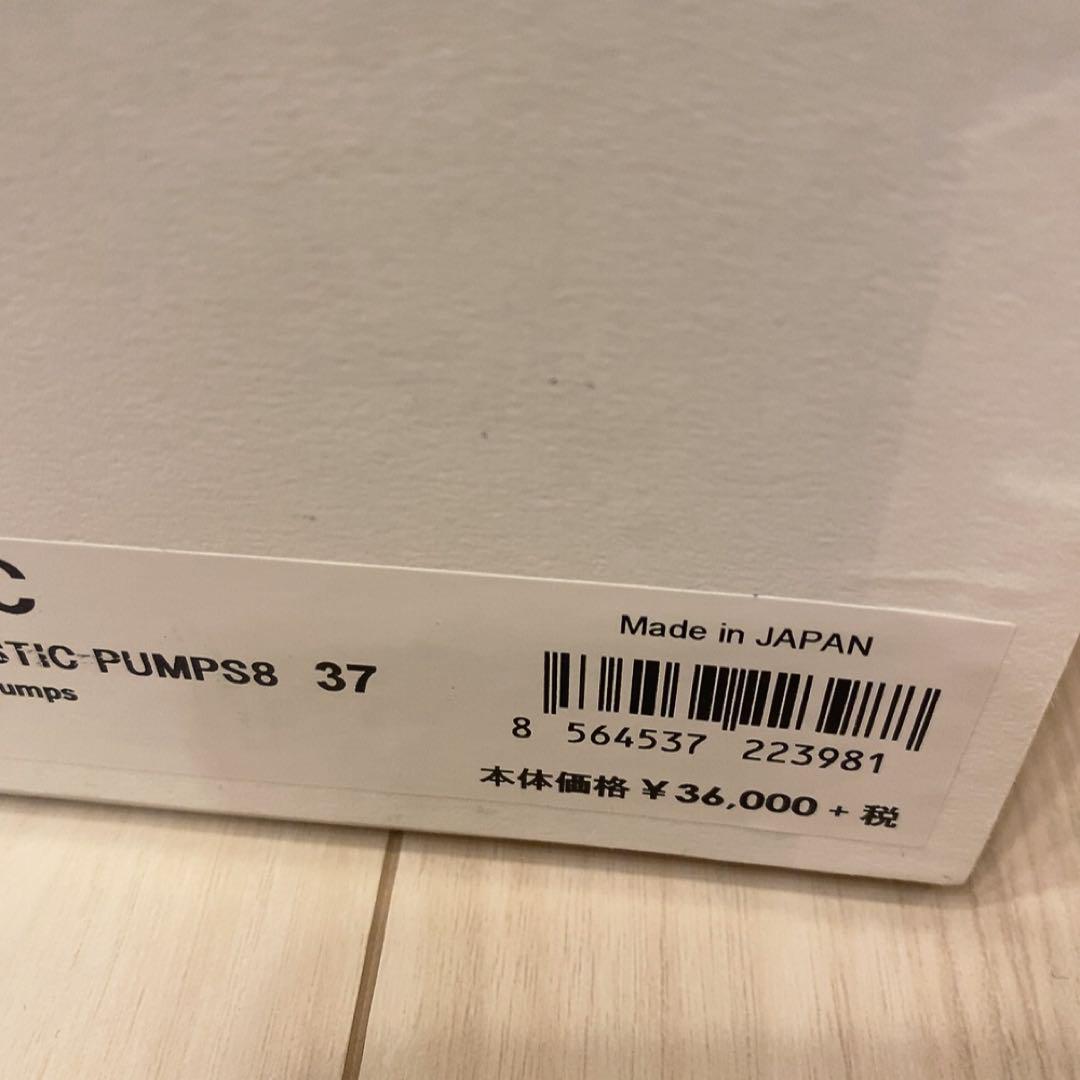 C
STIC-PUMPS8 37
umps
Made in JAPAN
8 564537 223981
本体価格 ¥36,000 + 税